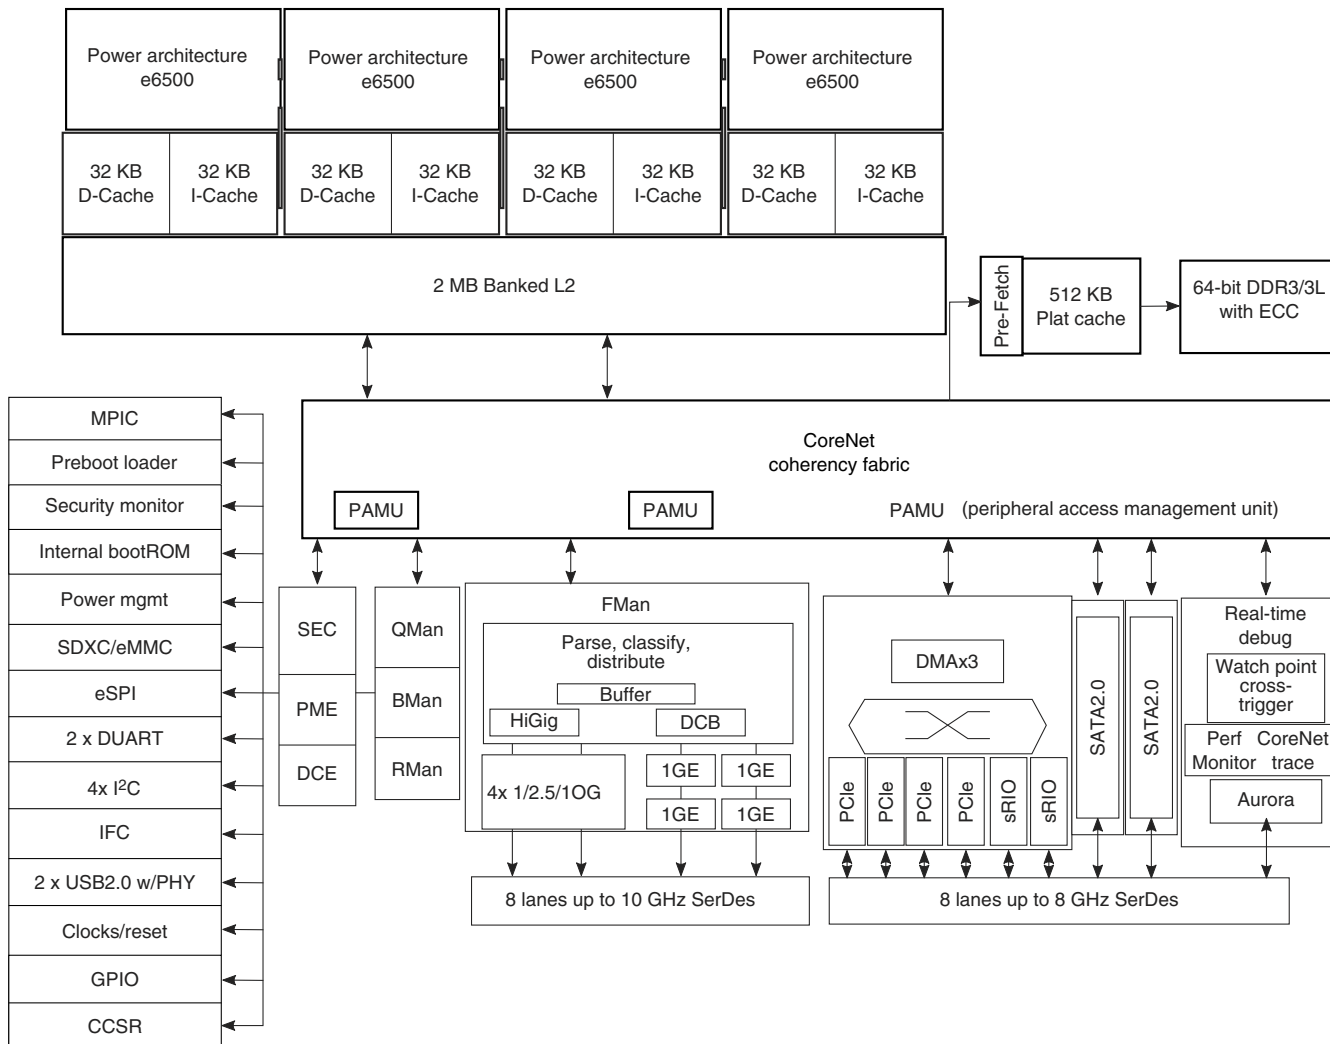 Power architecture
e6500
Power architecture
e6500
Power architecture
e6500
Power architecture
e6500
32 KB
D-Cache
32 KB
I-Cache
32 KB
D-Cache
32 KB
I-Cache
32 KB
D-Cache
32 KB
I-Cache
32 KB
D-Cache
32 KB
I-Cache
2 MB Banked L2
Pre-Fetch
512 KB
Plat cache
64-bit DDR3/3L
with ECC
MPIC
Preboot loader
Security monitor
Internal bootROM
Power mgmt
SDXC/eMMC
eSPI
2 x DUART
4x I²C
IFC
2 x USB2.0 w/PHY
Clocks/reset
GPIO
CCSR
CoreNet
coherency fabric
PAMU
PAMU
PAMU (peripheral access management unit)
SEC
PME
DCE
QMan
BMan
RMan
FMan
Parse, classify,
distribute
Buffer
HiGig
DCB
4x 1/2.5/1OG
1GE
1GE
1GE
1GE
8 lanes up to 10 GHz SerDes
DMAx3
PCIe
PCIe
PCIe
PCIe
sRIO
sRIO
SATA2.0
SATA2.0
Real-time
debug
Watch point
cross-
trigger
Perf
Monitor
CoreNet
trace
Aurora
8 lanes up to 8 GHz SerDes